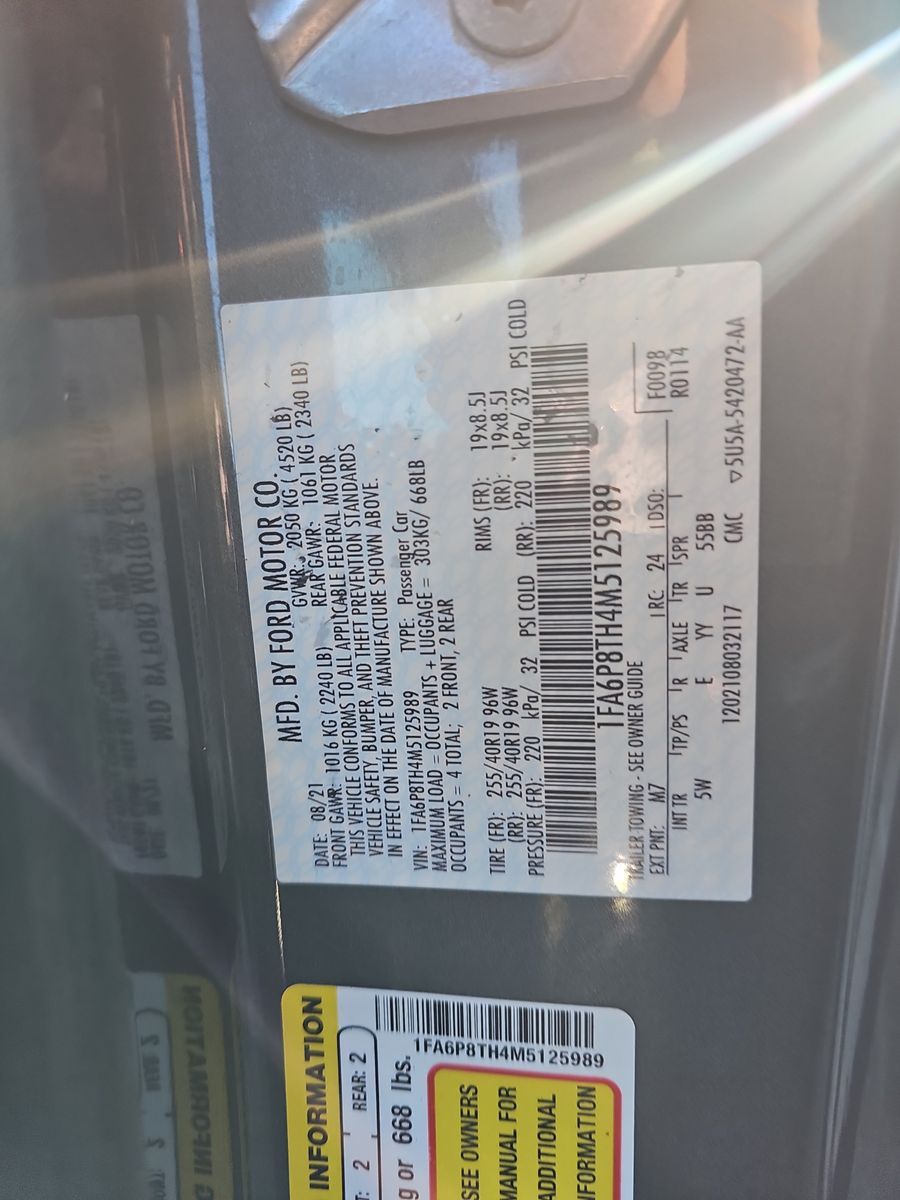 MFD. BY FORD MOTOR CO.
DATE: 08/21 GVWR: 2050 KG ( 4520 LB)
FRONT GAWR: 1016 KG ( 2240 LB) REAR GAWR: 1061 KG ( 2340 LB)
THIS VEHICLE CONFORMS TO ALL APPLICABLE FEDERAL MOTOR
VEHICLE SAFETY, BUMPER, AND THEFT PREVENTION STANDARDS
IN EFFECT ON THE DATE OF MANUFACTURE SHOWN ABOVE.
VIN: 1FA6P8TH4M5125989 TYPE: Passenger Car
MAXIMUM LOAD = OCCUPANTS + LUGGAGE = 303KG/ 668LB
OCCUPANTS = 4 TOTAL; 2 FRONT, 2 REAR
TIRE (FR): 255/40R19 96W RIMS (FR): 19x8.5J
(RR): 255/40R19 96W (RR): 19x8.5J
PRESSURE (FR): 220 kPa/ 32 PSI COLD (RR): 220 kPa/ 32 PSI COLD
1FA6P8TH4M5125989
TRAILER TOWING - SEE OWNER GUIDE
EXT PNT: M7 RC: 24 DSO: F0098
INT TR TP/PS R AXLE TR SPR R0114
5W E YY U 55BB
1202108032117 CMC 5U5A-5420472-AA
INFORMATION
2 REAR: 2
g or 668 lbs.
1FA6P8TH4M5125989
SEE OWNERS
MANUAL FOR
ADDITIONAL
INFORMATION